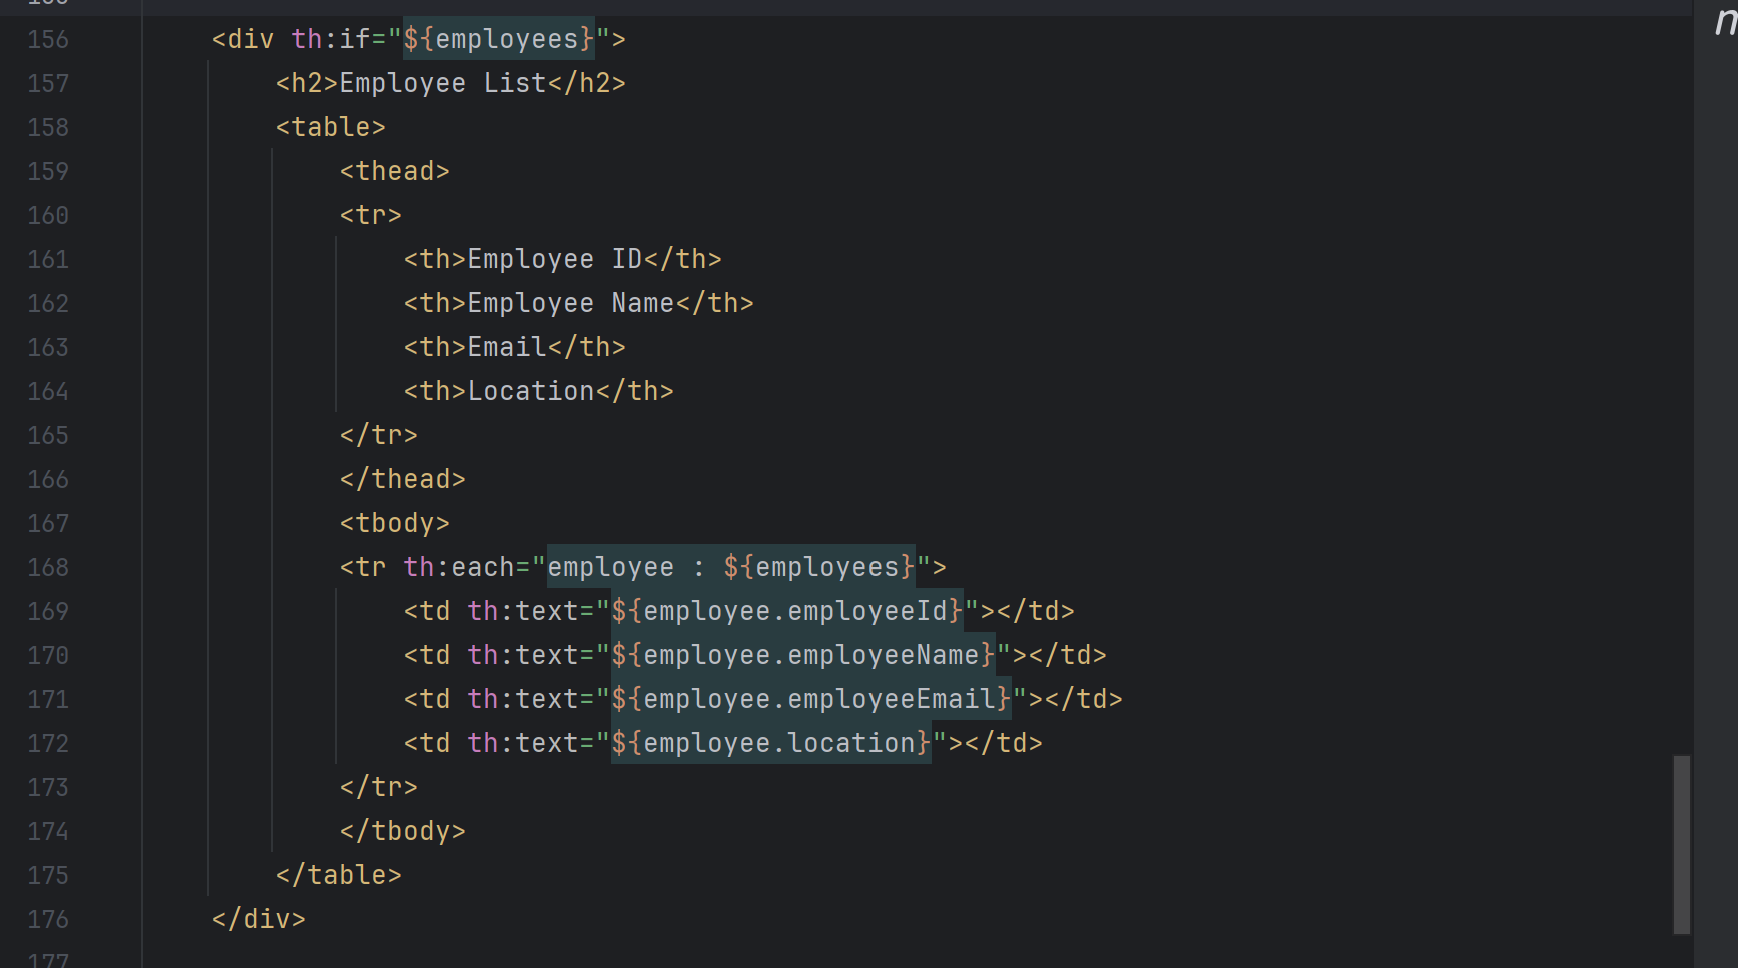 156 <div th:if="${employees}">
157 <h2>Employee List</h2>
158 <table>
159 <thead>
160 <tr>
161 <th>Employee ID</th>
162 <th>Employee Name</th>
163 <th>Email</th>
164 <th>Location</th>
165 </tr>
166 </thead>
167 <tbody>
168 <tr th:each="employee : ${employees}">
169 <td th:text="${employee.employeeId}"></td>
170 <td th:text="${employee.employeeName}"></td>
171 <td th:text="${employee.employeeEmail}"></td>
172 <td th:text="${employee.location}"></td>
173 </tr>
174 </tbody>
175 </table>
176 </div>
177